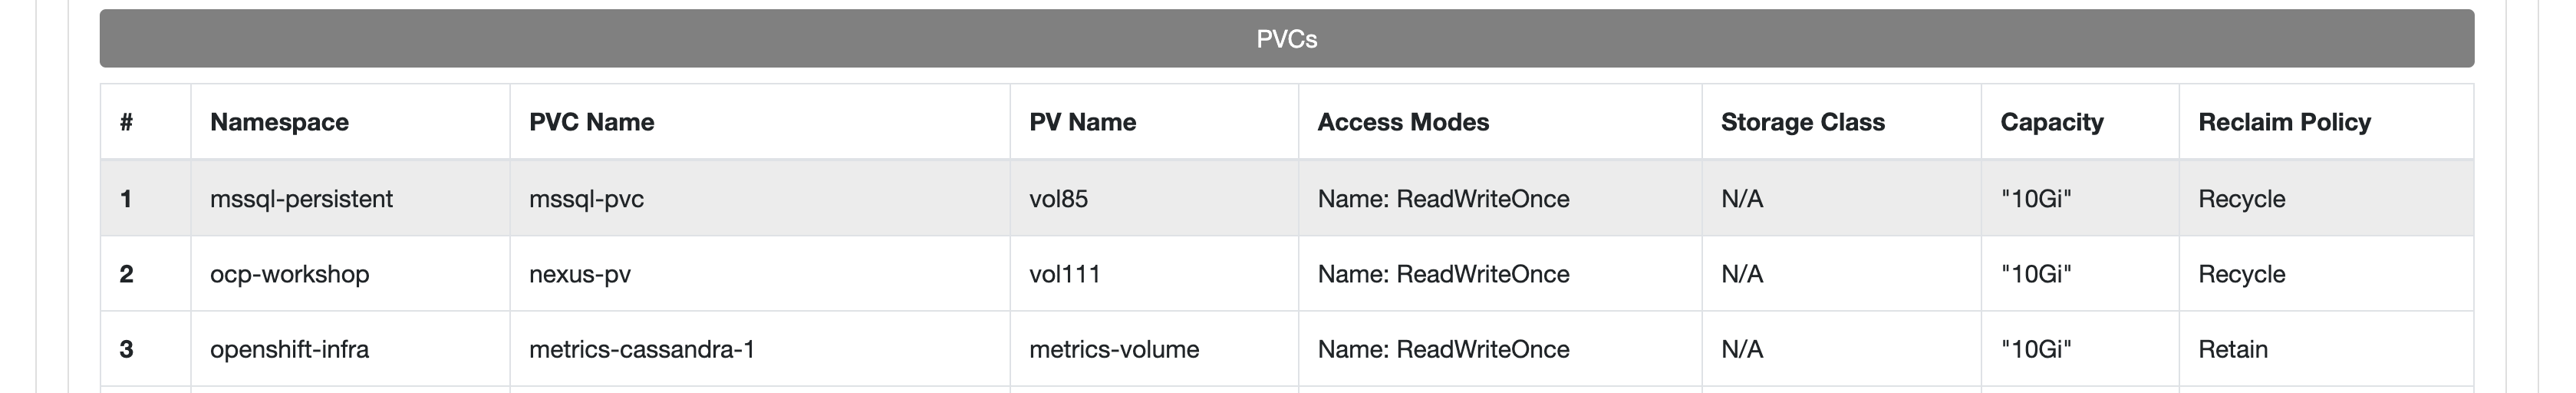 PVCs
# Namespace PVC Name PV Name Access Modes Storage Class Capacity Reclaim Policy
1 mssql-persistent mssql-pvc vol85 Name: ReadWriteOnce N/A "10Gi" Recycle
2 ocp-workshop nexus-pv vol111 Name: ReadWriteOnce N/A "10Gi" Recycle
3 openshift-infra metrics-cassandra-1 metrics-volume Name: ReadWriteOnce N/A "10Gi" Retain